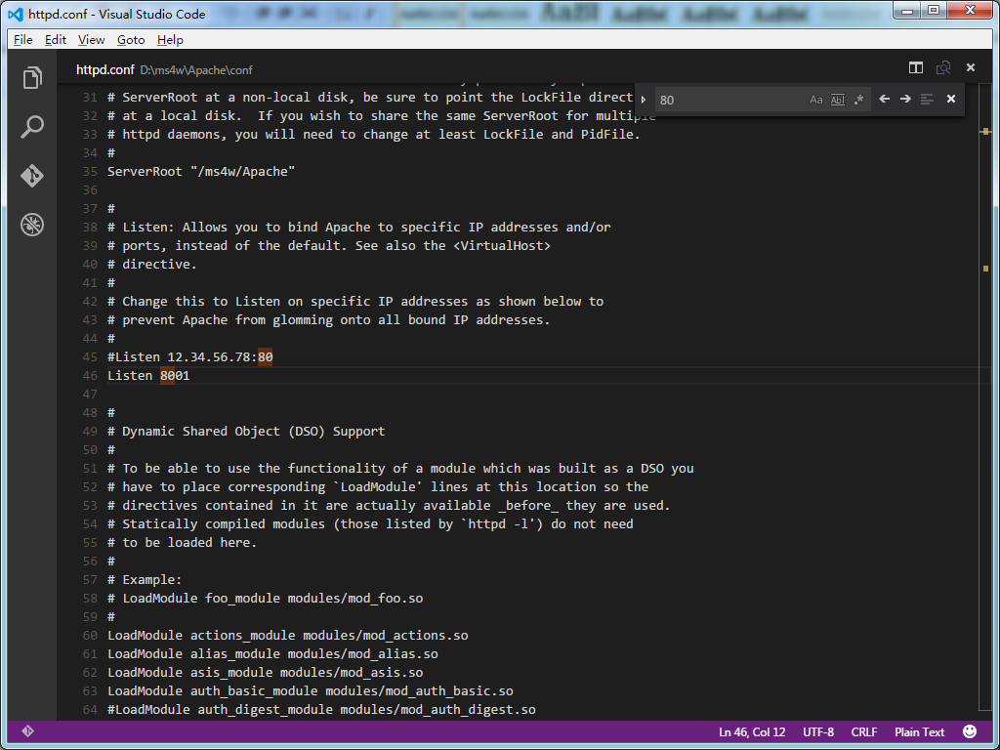 httpd.conf - Visual Studio Code
File Edit View Goto Help
httpd.conf D:\ms4w\Apache\conf
80 Aa Abl .*
31 # ServerRoot at a non-local disk, be sure to point the LockFile direct
32 # at a local disk.  If you wish to share the same ServerRoot for multiple
33 # httpd daemons, you will need to change at least LockFile and PidFile.
34 #
35 ServerRoot "/ms4w/Apache"
36
37 #
38 # Listen: Allows you to bind Apache to specific IP addresses and/or
39 # ports, instead of the default. See also the <VirtualHost>
40 # directive.
41 #
42 # Change this to Listen on specific IP addresses as shown below to
43 # prevent Apache from glomming onto all bound IP addresses.
44 #
45 #Listen 12.34.56.78:80
46 Listen 8001
47
48 #
49 # Dynamic Shared Object (DSO) Support
50 #
51 # To be able to use the functionality of a module which was built as a DSO you
52 # have to place corresponding `LoadModule' lines at this location so the
53 # directives contained in it are actually available _before_ they are used.
54 # Statically compiled modules (those listed by `httpd -l') do not need
55 # to be loaded here.
56 #
57 # Example:
58 # LoadModule foo_module modules/mod_foo.so
59 #
60 LoadModule actions_module modules/mod_actions.so
61 LoadModule alias_module modules/mod_alias.so
62 LoadModule asis_module modules/mod_asis.so
63 LoadModule auth_basic_module modules/mod_auth_basic.so
64 #LoadModule auth_digest_module modules/mod_auth_digest.so
Ln 46, Col 12 UTF-8 CRLF Plain Text